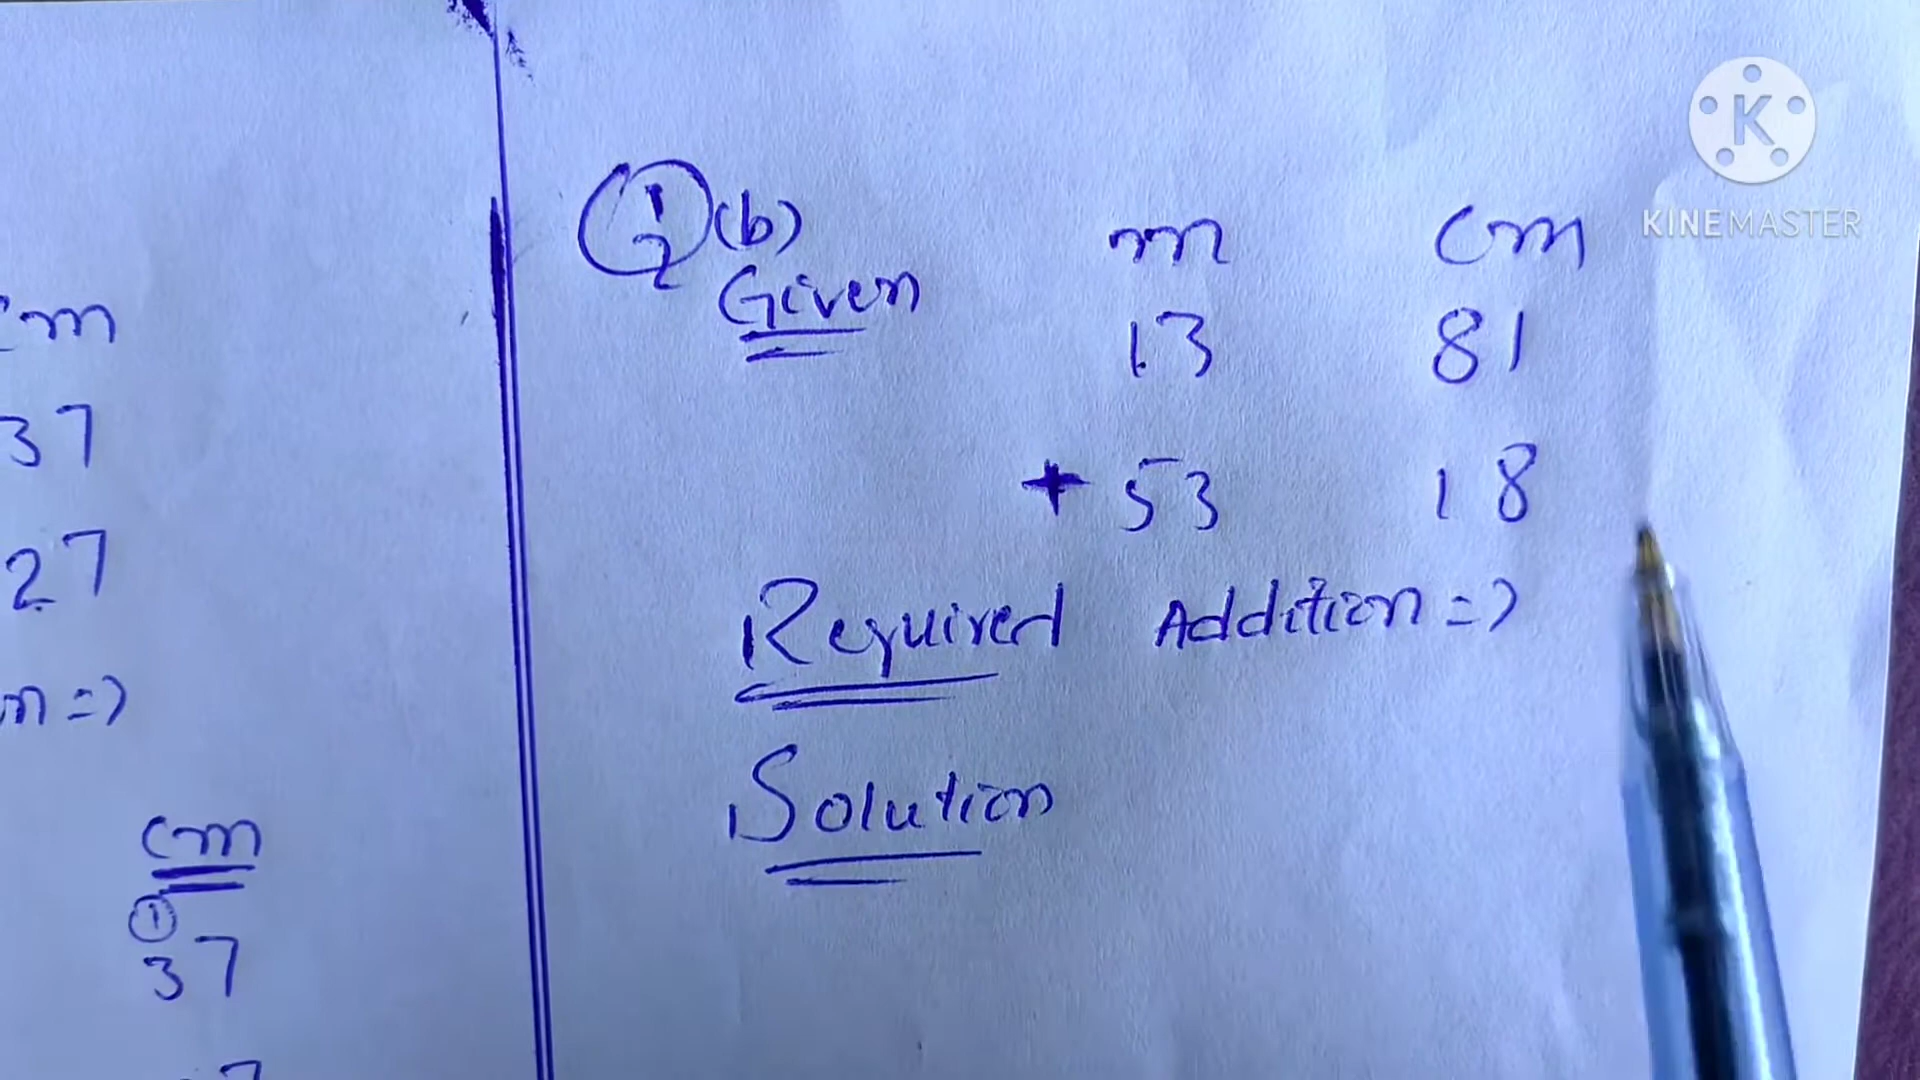 cm
37
27
n =>
cm
1
37
1/2 (b) m cm
Given
13 81
+ 53 18
Required Addition =>
Solution
K
KINEMASTER